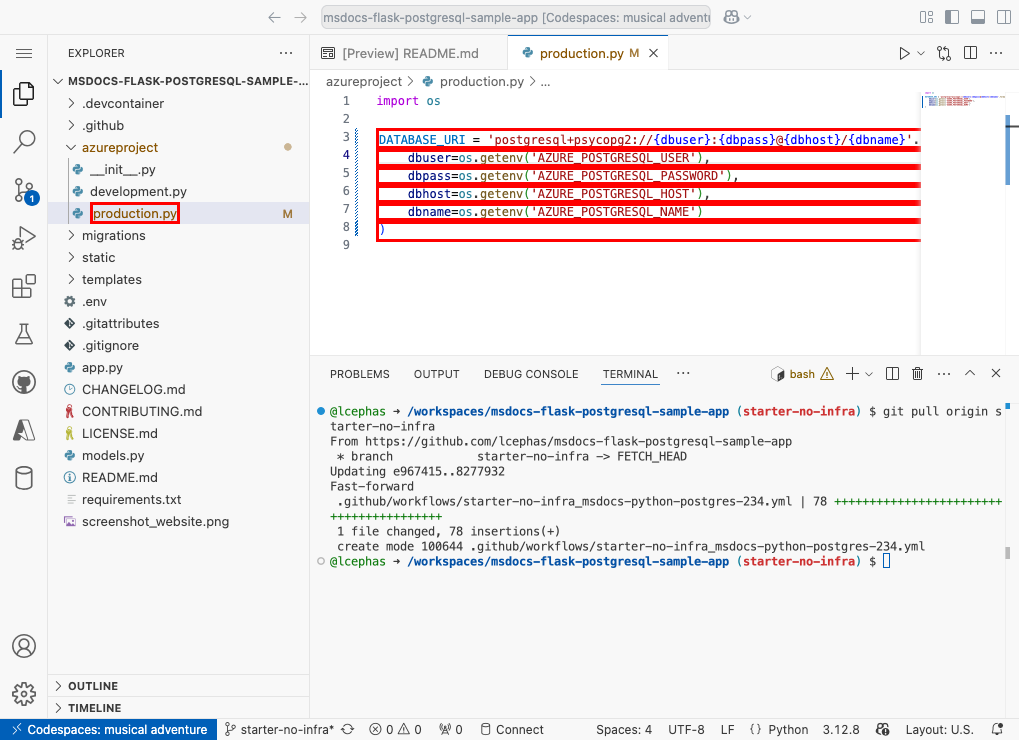 msdocs-flask-postgresql-sample-app [Codespaces: musical adventu
EXPLORER
MSDOCS-FLASK-POSTGRESQL-SAMPLE-...
.devcontainer
.github
azureproject
__init__.py
development.py
production.py M
migrations
static
templates
.env
.gitattributes
.gitignore
app.py
CHANGELOG.md
CONTRIBUTING.md
LICENSE.md
models.py
README.md
requirements.txt
screenshot_website.png
OUTLINE
TIMELINE
1
[Preview] README.md
production.py M
azureproject > production.py > ...
1 import os
2
3 DATABASE_URI = 'postgresql+psycopg2://{dbuser}:{dbpass}@{dbhost}/{dbname}'.
4 dbuser=os.getenv('AZURE_POSTGRESQL_USER'),
5 dbpass=os.getenv('AZURE_POSTGRESQL_PASSWORD'),
6 dbhost=os.getenv('AZURE_POSTGRESQL_HOST'),
7 dbname=os.getenv('AZURE_POSTGRESQL_NAME')
8 )
9
PROBLEMS OUTPUT DEBUG CONSOLE TERMINAL ... bash
@lcephas → /workspaces/msdocs-flask-postgresql-sample-app (starter-no-infra) $ git pull origin s
tarter-no-infra
From https://github.com/lcephas/msdocs-flask-postgresql-sample-app
* branch starter-no-infra -> FETCH_HEAD
Updating e967415..8277932
Fast-forward
.github/workflows/starter-no-infra_msdocs-python-postgres-234.yml | 78 ++++++++++++++++++++++++
++++++++++++++++
1 file changed, 78 insertions(+)
create mode 100644 .github/workflows/starter-no-infra_msdocs-python-postgres-234.yml
@lcephas → /workspaces/msdocs-flask-postgresql-sample-app (starter-no-infra) $
Codespaces: musical adventure starter-no-infra* 0 0 0 Connect Spaces: 4 UTF-8 LF {} Python 3.12.8 Layout: U.S.